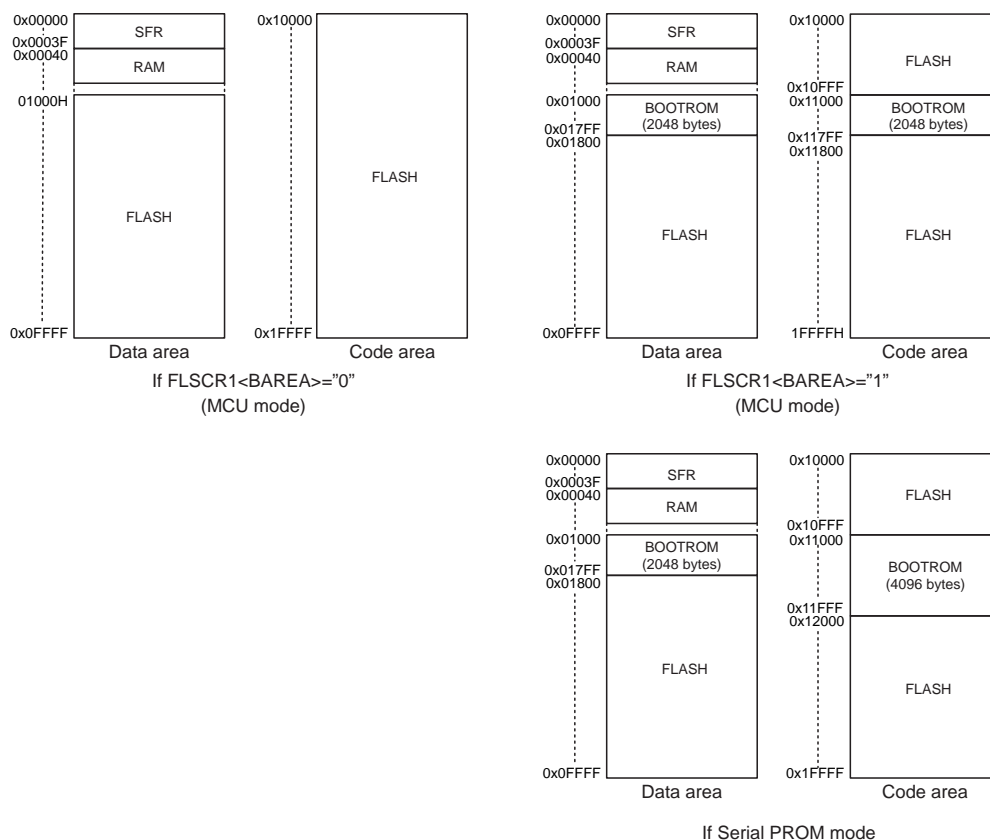 0x00000
SFR
0x0003F
0x00040
RAM
01000H
FLASH
0x0FFFF
Data area
0x10000
FLASH
0x1FFFF
Code area
If FLSCR1<BAREA>="0"
(MCU mode)
0x00000
SFR
0x0003F
0x00040
RAM
0x01000
BOOTROM
(2048 bytes)
0x017FF
0x01800
FLASH
0x0FFFF
Data area
0x10000
FLASH
0x10FFF
0x11000
BOOTROM
(2048 bytes)
0x117FF
0x11800
FLASH
1FFFFH
Code area
If FLSCR1<BAREA>="1"
(MCU mode)
0x00000
SFR
0x0003F
0x00040
RAM
0x01000
BOOTROM
(2048 bytes)
0x017FF
0x01800
FLASH
0x0FFFF
Data area
0x10000
FLASH
0x10FFF
0x11000
BOOTROM
(4096 bytes)
0x11FFF
0x12000
FLASH
0x1FFFF
Code area
If Serial PROM mode